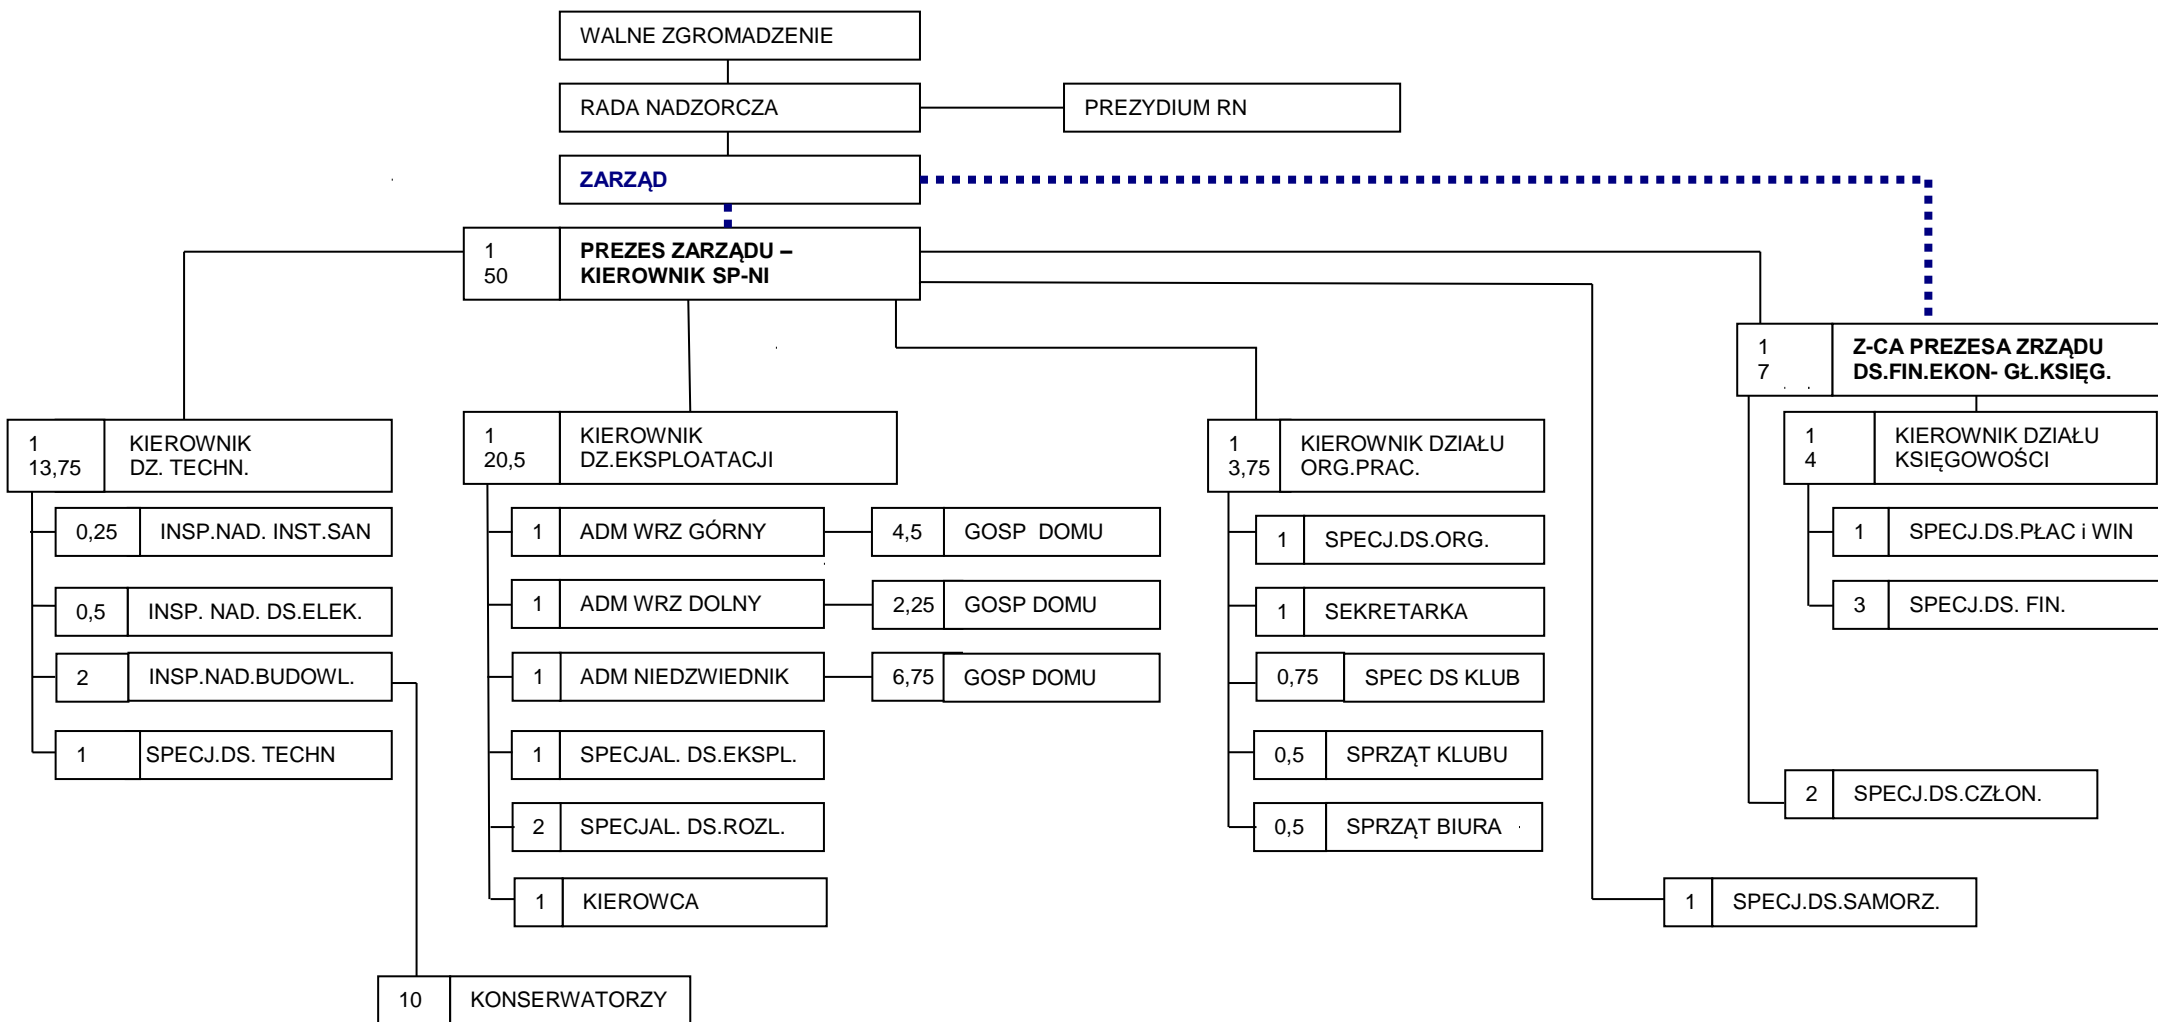 WALNE ZGROMADZENIE
RADA NADZORCZA
PREZYDIUM RN
ZARZĄD
1
50
PREZES ZARZĄDU –
KIEROWNIK SP-NI
1
7
Z-CA PREZESA ZRZĄDU
DS.FIN.EKON- GŁ.KSIĘG.
1
13,75
KIEROWNIK
DZ. TECHN.
0,25 INSP.NAD. INST.SAN
0,5 INSP. NAD. DS.ELEK.
2 INSP.NAD.BUDOWL.
1 SPECJ.DS. TECHN
10 KONSERWATORZY
1
20,5
KIEROWNIK
DZ.EKSPLOATACJI
1 ADM WRZ GÓRNY
4,5 GOSP DOMU
1 ADM WRZ DOLNY
2,25 GOSP DOMU
1 ADM NIEDZWIEDNIK
6,75 GOSP DOMU
1 SPECJAL. DS.EKSPL.
2 SPECJAL. DS.ROZL.
1 KIEROWCA
1
3,75
KIEROWNIK DZIAŁU
ORG.PRAC.
1 SPECJ.DS.ORG.
1 SEKRETARKA
0,75 SPEC DS KLUB
0,5 SPRZĄT KLUBU
0,5 SPRZĄT BIURA
1
4
KIEROWNIK DZIAŁU
KSIĘGOWOŚCI
1 SPECJ.DS.PŁAC i WIN
3 SPECJ.DS. FIN.
2 SPECJ.DS.CZŁON.
1 SPECJ.DS.SAMORZ.